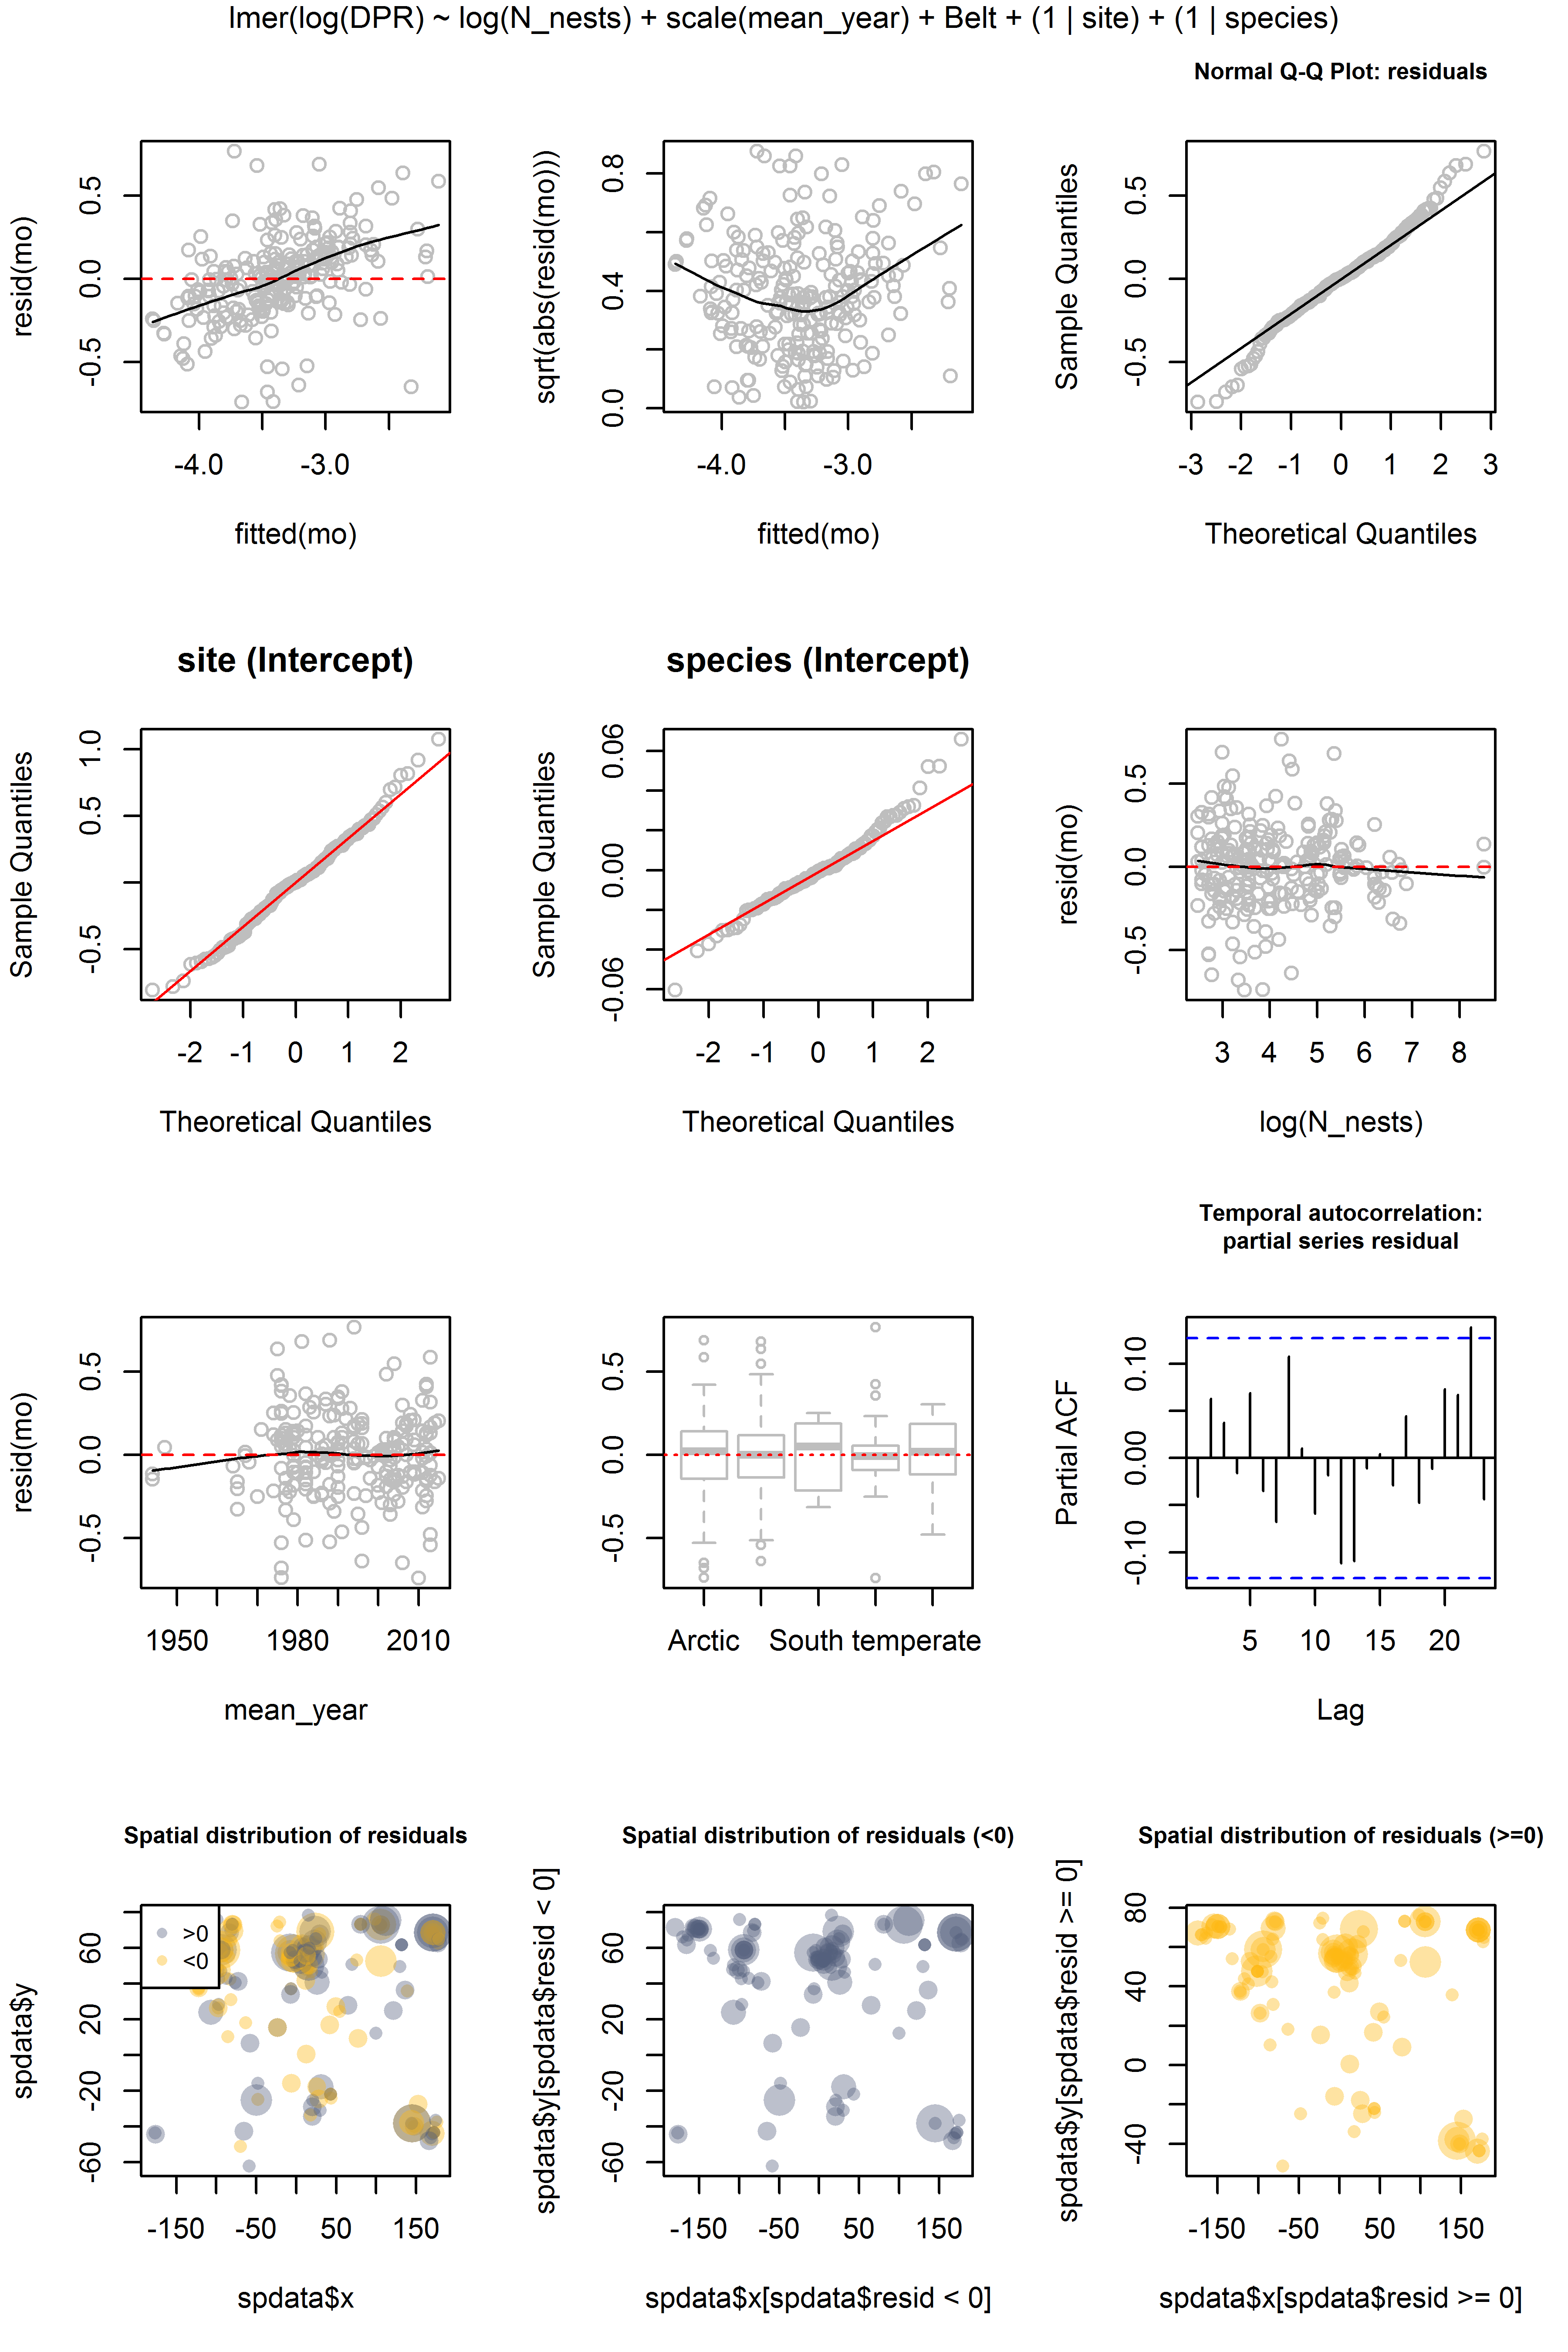 lmer(log(DPR) ~ log(N_nests) + scale(mean_year) + Belt + (1 | site) + (1 | species)
Normal Q-Q Plot: residuals
resid(mo)
0.5
0.0
-0.5
-4.0
-3.0
fitted(mo)
sqrt(abs(resid(mo)))
0.8
0.4
0.0
-4.0
-3.0
fitted(mo)
Sample Quantiles
0.5
0.0
-0.5
-3 -2 -1 0 1 2 3
Theoretical Quantiles
site (Intercept)
Sample Quantiles
1.0
0.5
-0.5
-2 -1 0 1 2
Theoretical Quantiles
species (Intercept)
Sample Quantiles
0.06
0.00
-0.06
-2 -1 0 1 2
Theoretical Quantiles
resid(mo)
0.5
0.0
-0.5
3 4 5 6 7 8
log(N_nests)
resid(mo)
0.5
0.0
-0.5
1950 1980 2010
mean_year
0.5
0.0
-0.5
Arctic South temperate
Temporal autocorrelation:
partial series residual
Partial ACF
0.10
0.00
-0.10
5 10 15 20
Lag
Spatial distribution of residuals
>0
<0
spdata$y
60
20
-20
-60
-150 -50 50 150
spdata$x
Spatial distribution of residuals (<0)
spdata$y[spdata$resid < 0]
60
20
-20
-60
-150 -50 50 150
spdata$x[spdata$resid < 0]
Spatial distribution of residuals (>=0)
spdata$y[spdata$resid >= 0]
80
40
0
-40
-150 -50 50 150
spdata$x[spdata$resid >= 0]